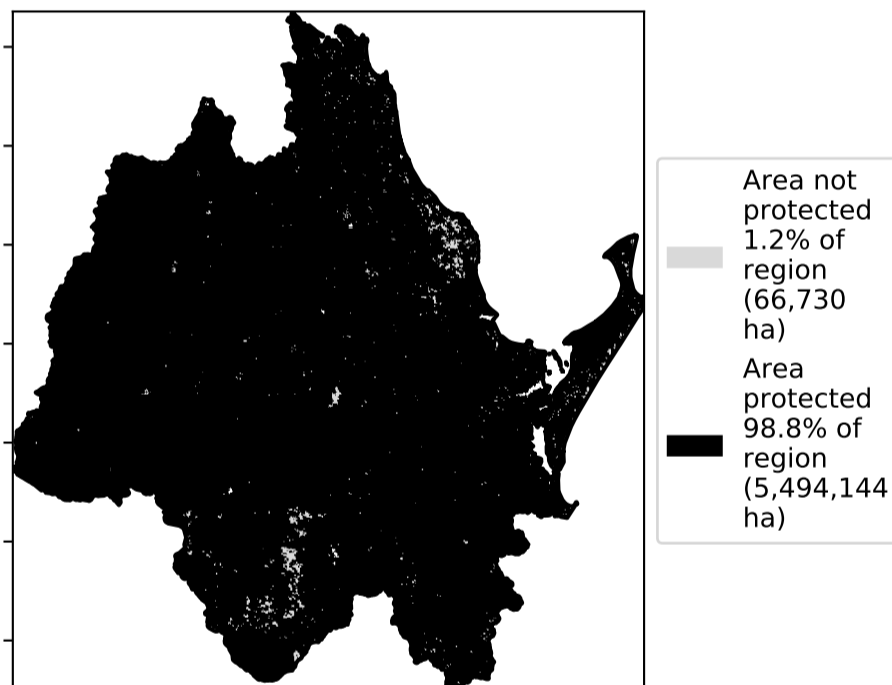 Area not
protected
1.2% of
region
(66,730
ha)
Area
protected
98.8% of
region
(5,494,144
ha)